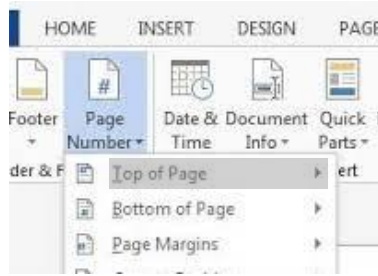 HOME INSERT DESIGN PAGE
#
Footer Page Date & Document Quick
Number Time Info Parts
der & F
ert
Top of Page
Bottom of Page
Page Margins